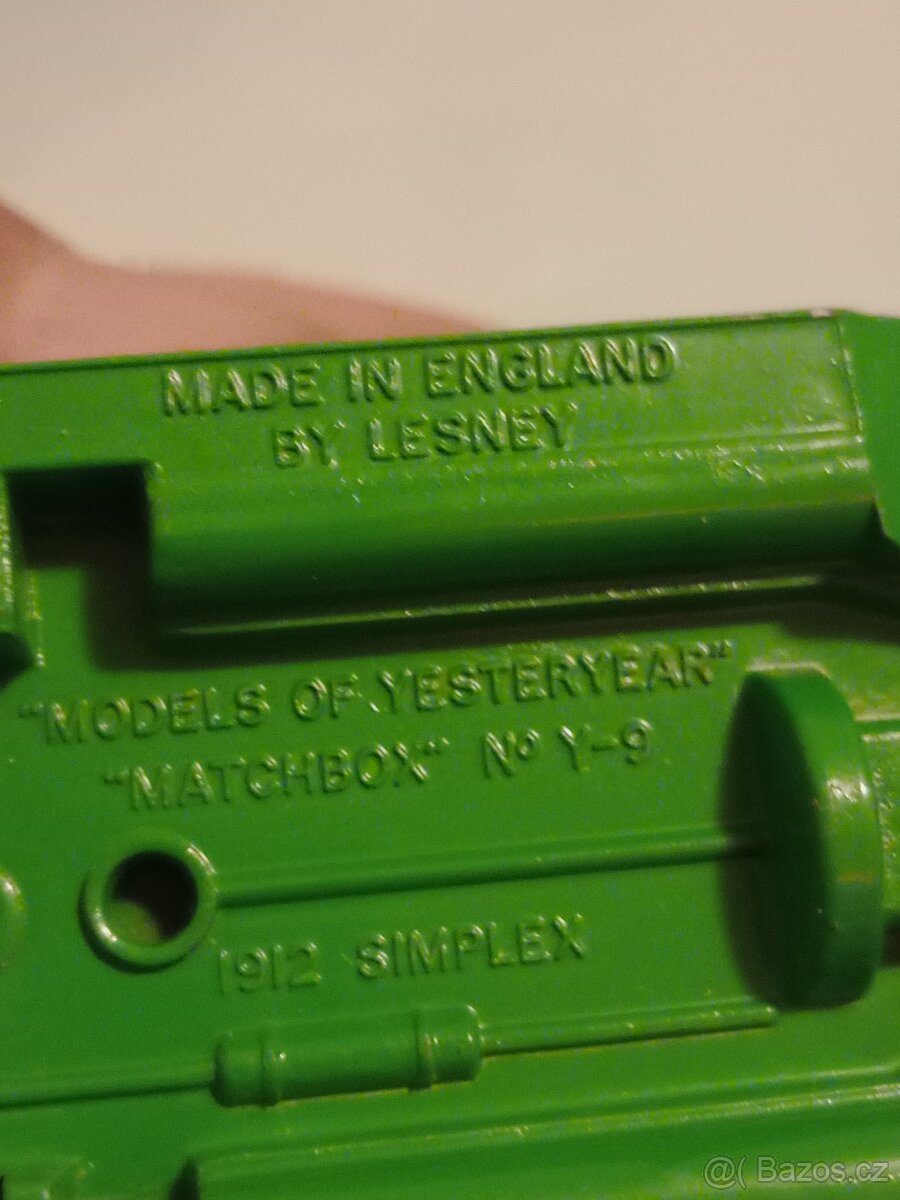 MADE IN ENGLAND
BY LESNEY
"MODELS OF YESTERYEAR"
"MATCHBOX" Nº Y-9
1912 SIMPLEX
@( Bazos.cz